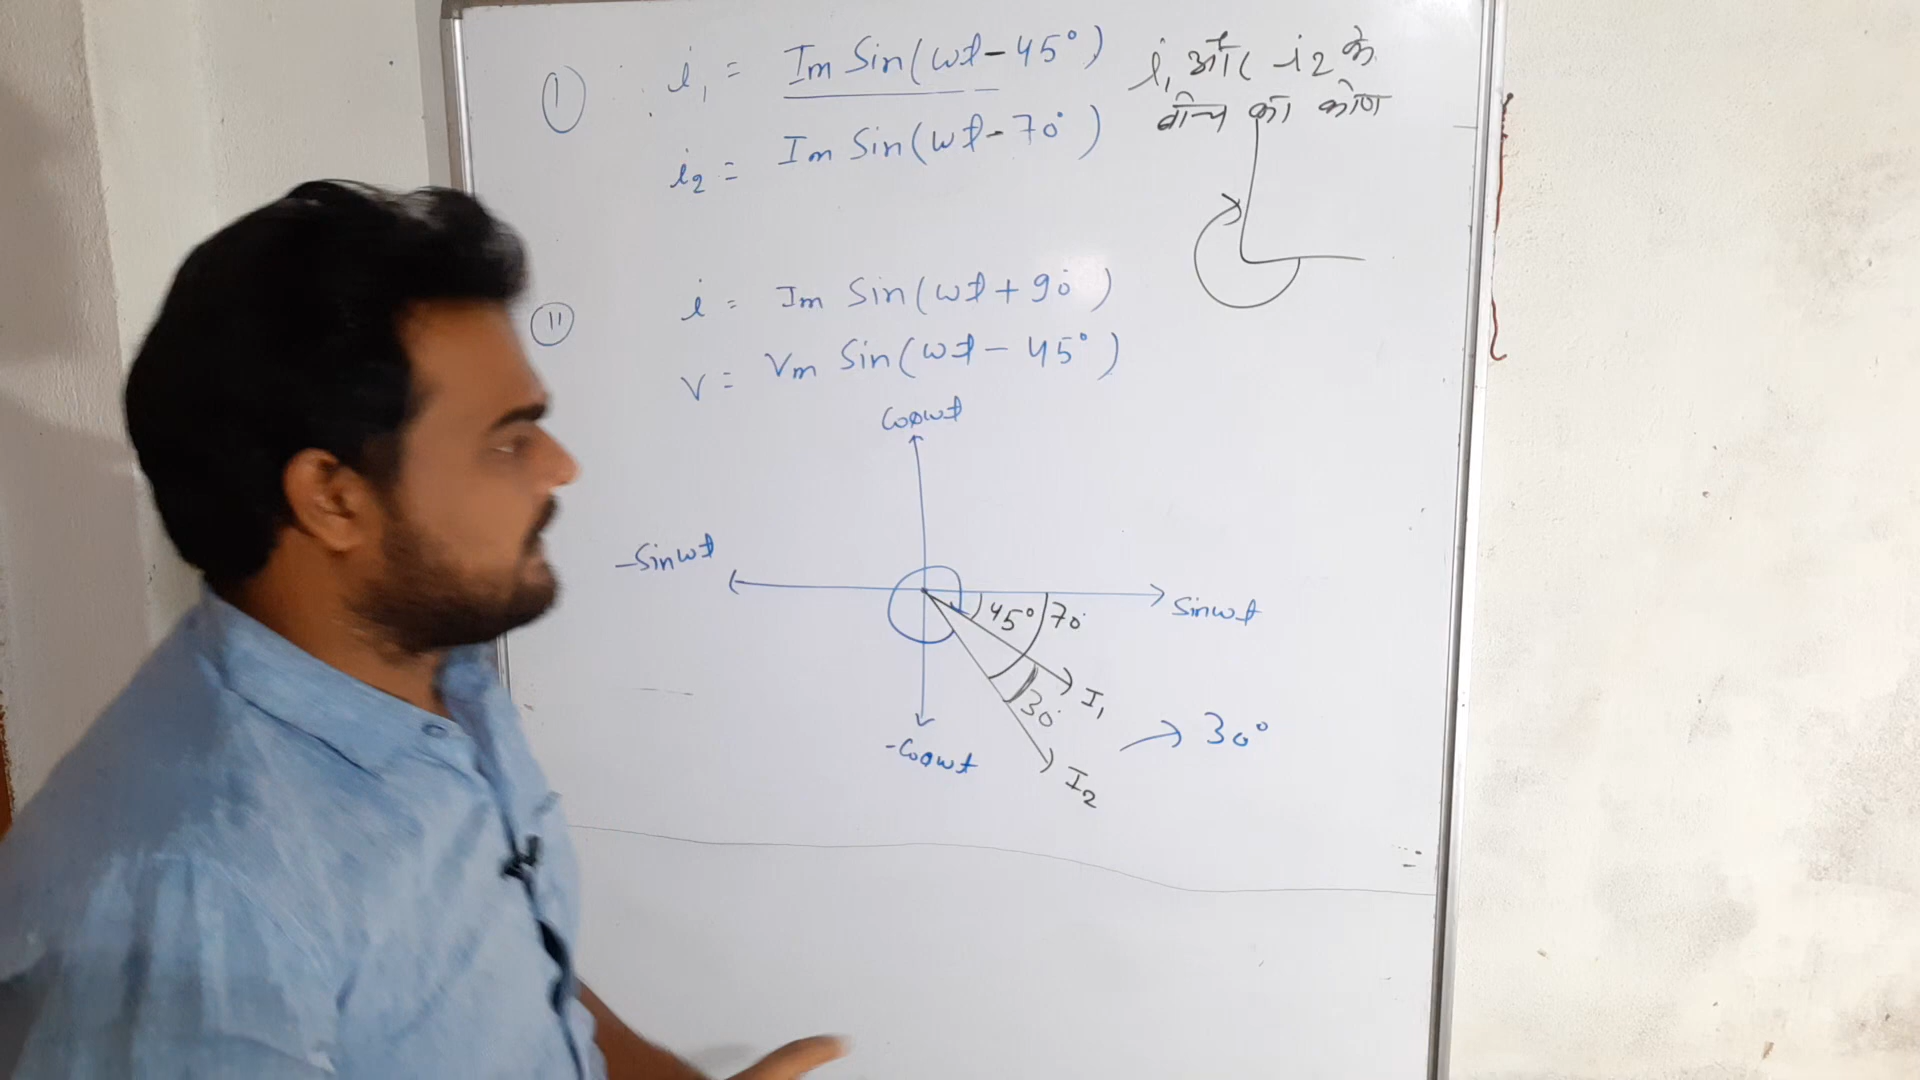 I
i₁ = Im Sin(ωt-45°)
i₂ = Im Sin(ωt-70°)
i₁ और i₂ के
बीच का कोण
II
i = Im Sin(ωt+90°)
V = Vm Sin(ωt-45°)
Cosωt
-Sinωt
Sinωt
45°
70°
30°
I₁
I₂
→ 30°
-Cosωt